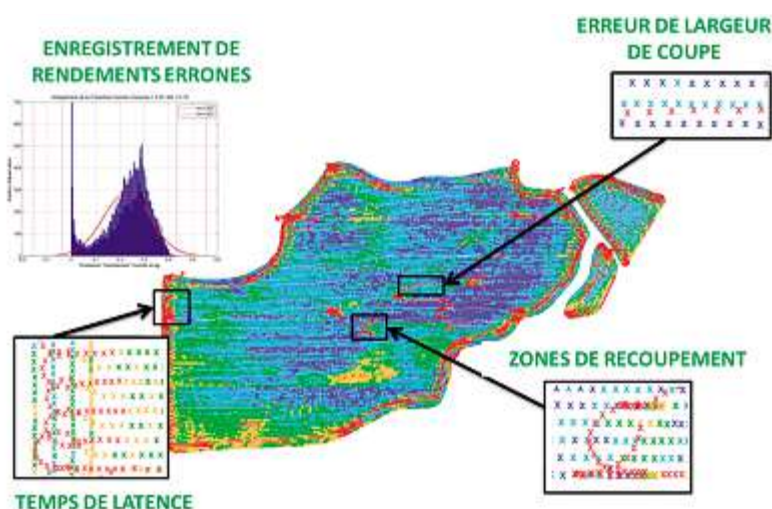 ENREGISTREMENT DE
RENDEMENTS ERRONES
ERREUR DE LARGEUR
DE COUPE
ZONES DE RECOUPEMENT
TEMPS DE LATENCE